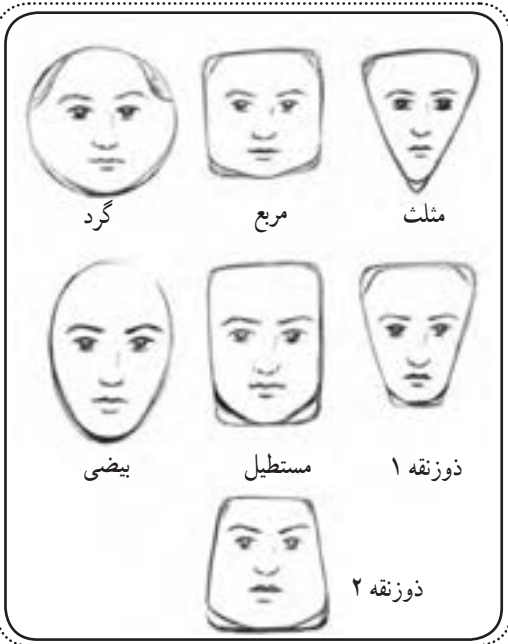 مثلث مربع گرد
ذوزنقه ۱ مستطیل بیضی
ذوزنقه ۲